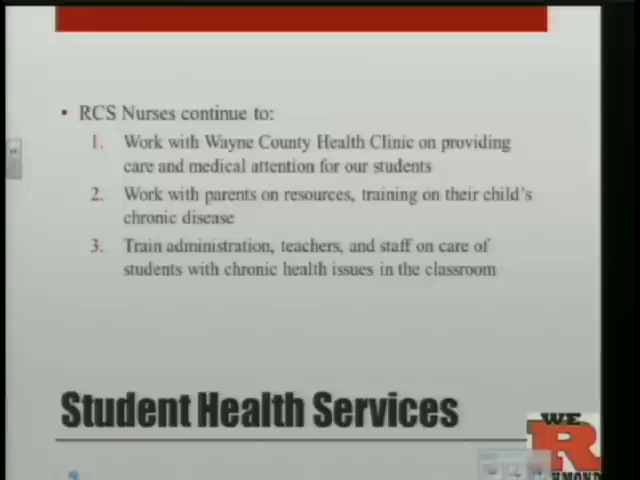 • RCS Nurses continue to:
1. Work with Wayne County Health Clinic on providing
care and medical attention for our students
2. Work with parents on resources, training on their child's
chronic disease
3. Train administration, teachers, and staff on care of
students with chronic health issues in the classroom
Student Health Services
WE
R
RICHMOND